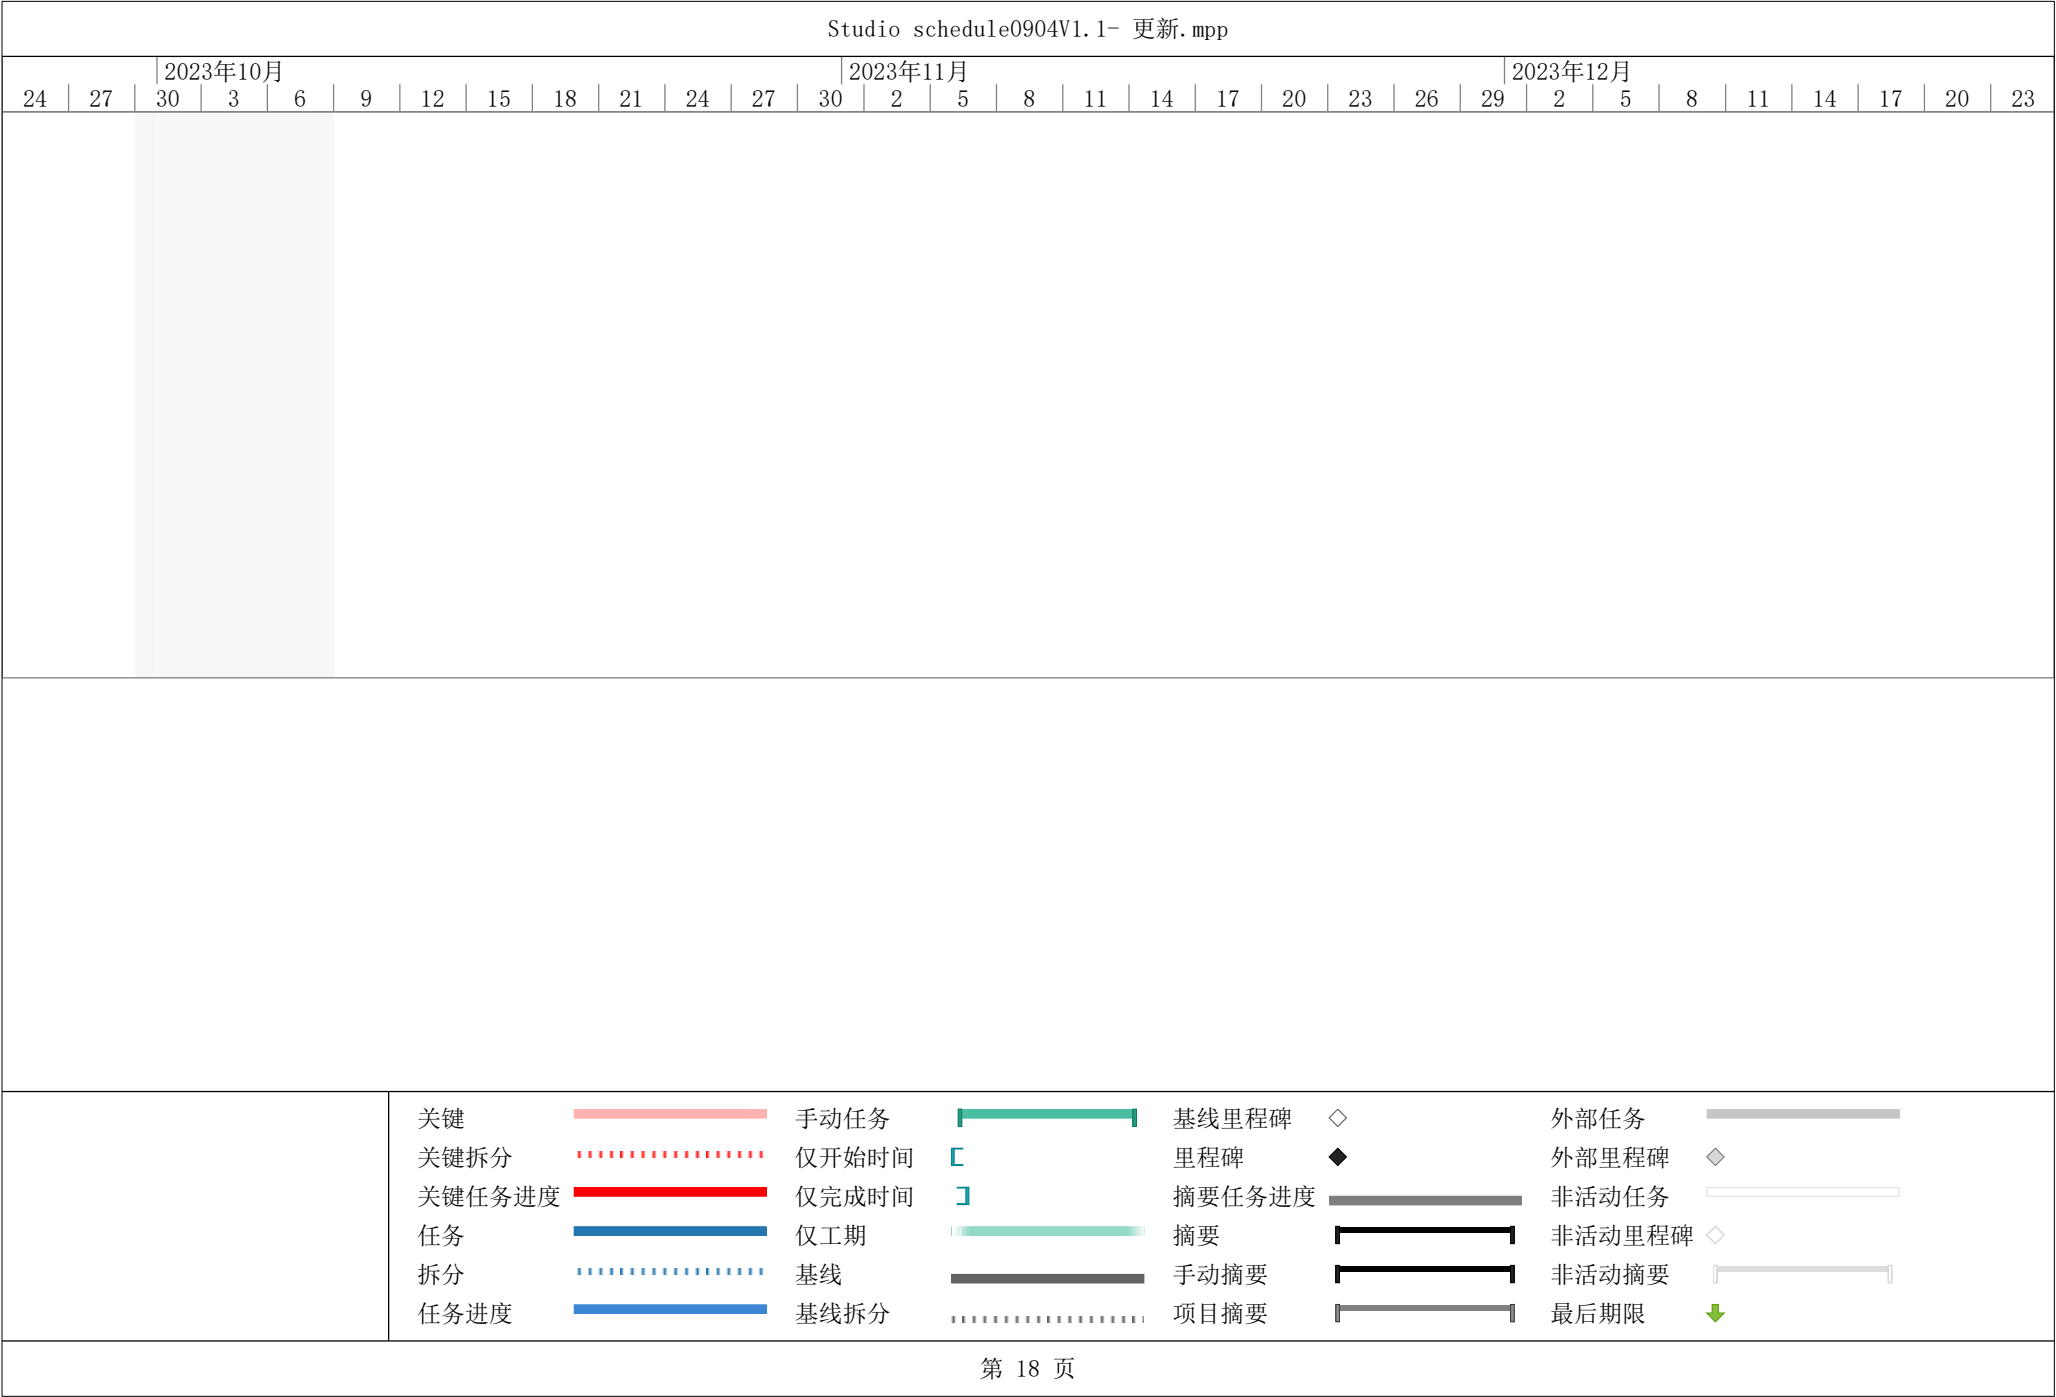 Studio schedule0904V1.1- 更新.mpp
2023年10月 2023年11月 2023年12月
24 27 30 3 6 9 12 15 18 21 24 27 30 2 5 8 11 14 17 20 23 26 29 2 5 8 11 14 17 20 23
关键 手动任务 基线里程碑 外部任务
关键拆分 仅开始时间 里程碑 外部里程碑
关键任务进度 仅完成时间 摘要任务进度 非活动任务
任务 仅工期 摘要 非活动里程碑
拆分 基线 手动摘要 非活动摘要
任务进度 基线拆分 项目摘要 最后期限
第 18 页